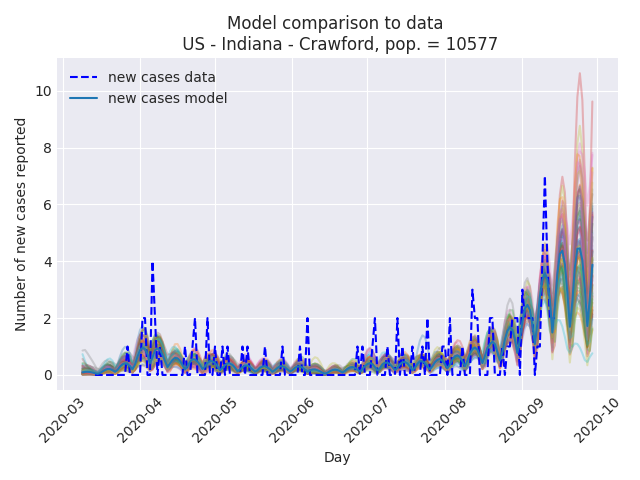 Model comparison to data
US - Indiana - Crawford, pop. = 10577
new cases data
new cases model
Number of new cases reported
10
8
6
4
2
0
2020-03
2020-04
2020-05
2020-06
2020-07
2020-08
2020-09
2020-10
Day